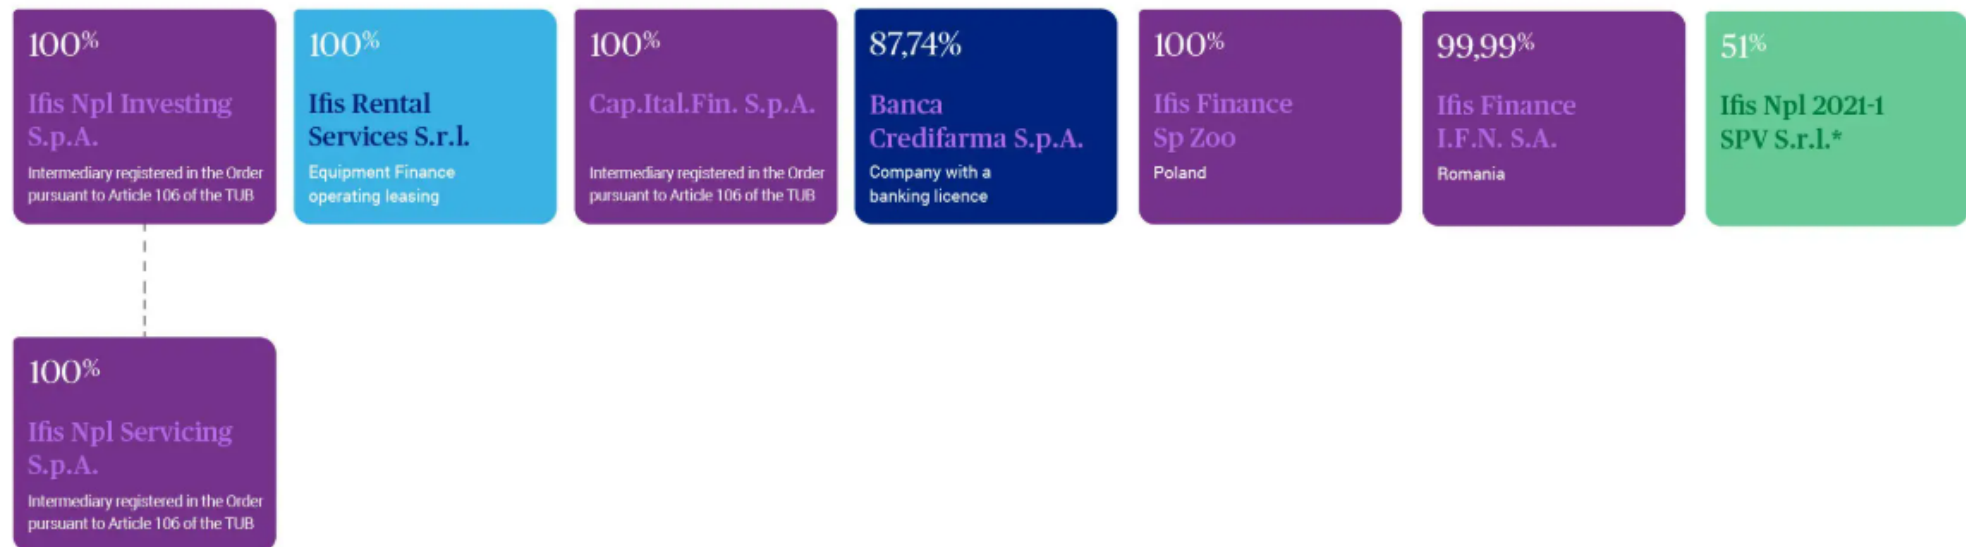 100%
Ifis Npl Investing
S.p.A.
Intermediary registered in the Order
pursuant to Article 106 of the TUB
100%
Ifis Rental
Services S.r.l.
Equipment Finance
operating leasing
100%
Cap.Ital.Fin. S.p.A.
Intermediary registered in the Order
pursuant to Article 106 of the TUB
87,74%
Banca
Credifarma S.p.A.
Company with a
banking licence
100%
Ifis Finance
Sp Zoo
Poland
99,99%
Ifis Finance
I.F.N. S.A.
Romania
51%
Ifis Npl 2021-1
SPV S.r.l.*
100%
Ifis Npl Servicing
S.p.A.
Intermediary registered in the Order
pursuant to Article 106 of the TUB